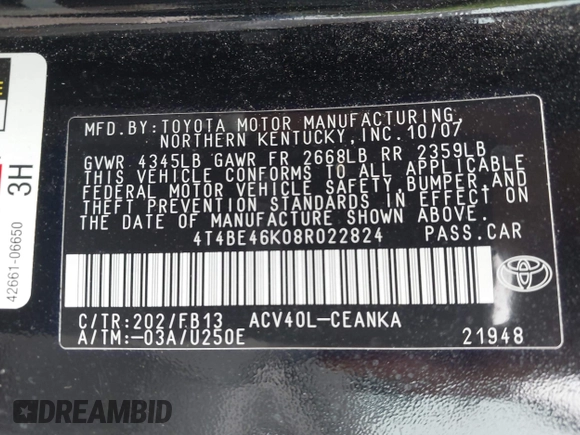 MFD.BY:TOYOTA MOTOR MANUFACTURING,
NORTHERN KENTUCKY,INC.10/07
GVWR 4345LB GAWR FR 2668LB RR 2359LB
THIS VEHICLE CONFORMS TO ALL APPLICABLE
FEDERAL MOTOR VEHICLE SAFETY,BUMPER,AND
THEFT PREVENTION STANDARDS IN EFFECT ON
THE DATE OF MANUFACTURE SHOWN ABOVE.
4T4BE46K08R022824 PASS.CAR
TOYOTA
C/TR:202/FB13 ACV40L-CEANKA
A/TM:-03A/U250E 21948
3H
42661-06650
DREAMBID